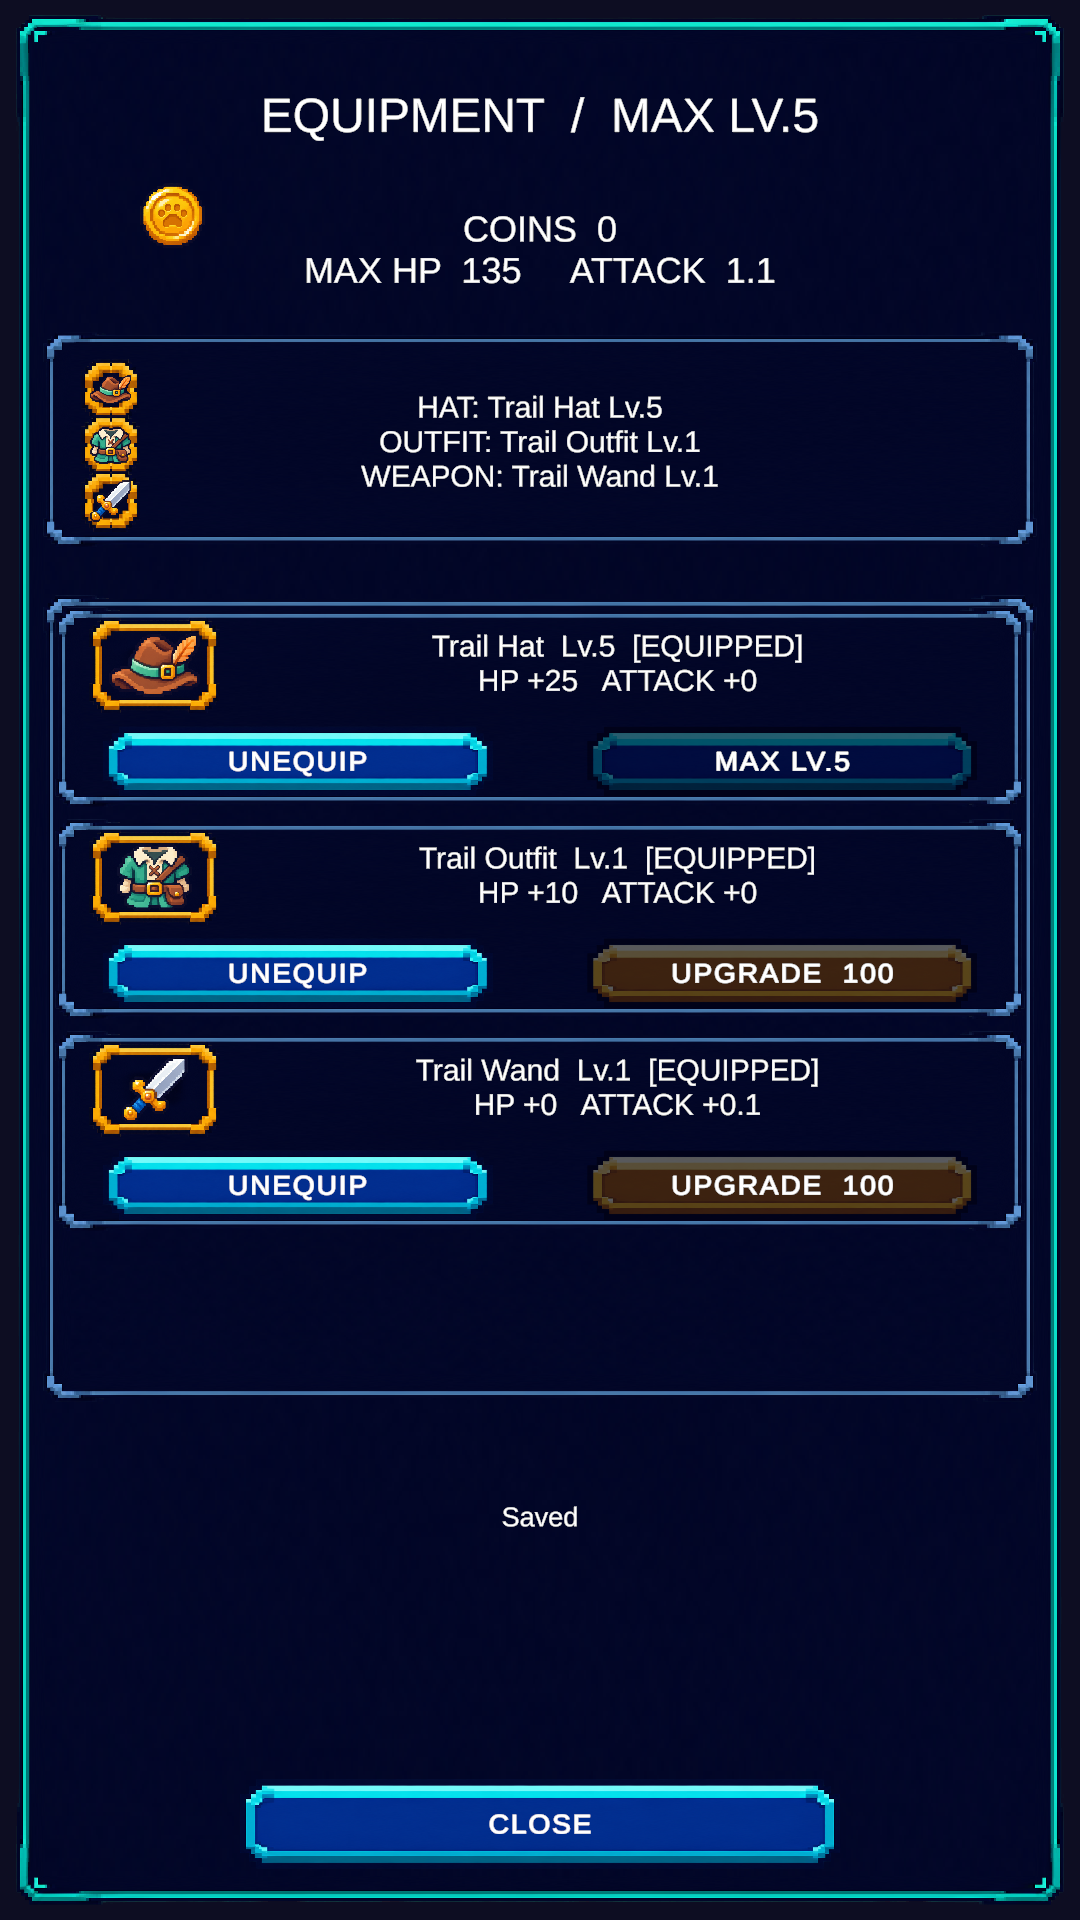 EQUIPMENT / MAX LV.5
COINS 0
MAX HP 135 ATTACK 1.1
HAT: Trail Hat Lv.5
OUTFIT: Trail Outfit Lv.1
WEAPON: Trail Wand Lv.1
Trail Hat Lv.5 [EQUIPPED]
HP +25 ATTACK +0
UNEQUIP MAX LV.5
Trail Outfit Lv.1 [EQUIPPED]
HP +10 ATTACK +0
UNEQUIP UPGRADE 100
Trail Wand Lv.1 [EQUIPPED]
HP +0 ATTACK +0.1
UNEQUIP UPGRADE 100
Saved
CLOSE